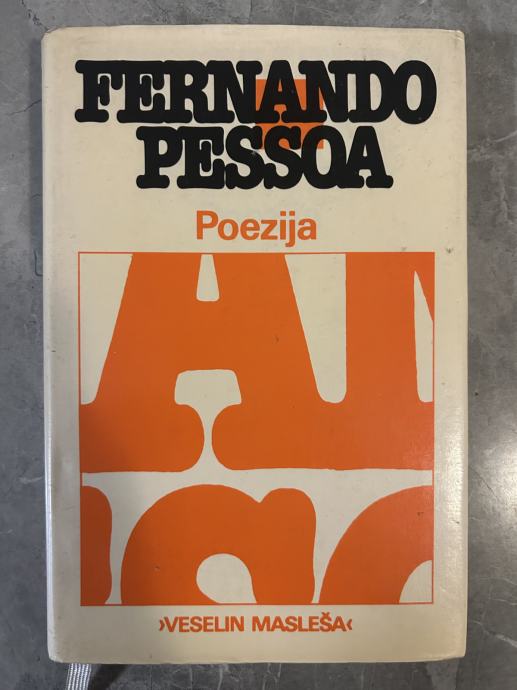 FERNANDO
PESSOA
Poezija
›VESELIN MASLEŠA‹